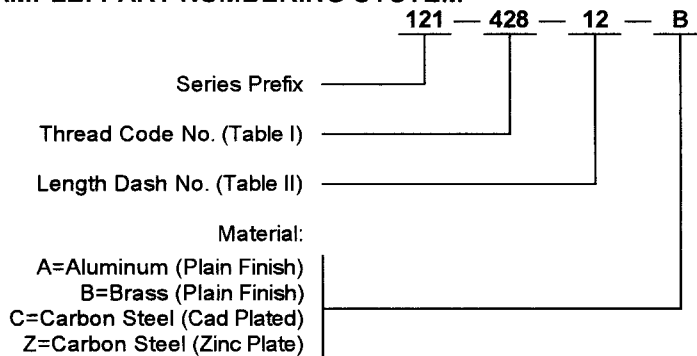 121 — 428 — 12 — B
Series Prefix
Thread Code No. (Table I)
Length Dash No. (Table II)
Material:
A=Aluminum (Plain Finish)
B=Brass (Plain Finish)
C=Carbon Steel (Cad Plated)
Z=Carbon Steel (Zinc Plate)